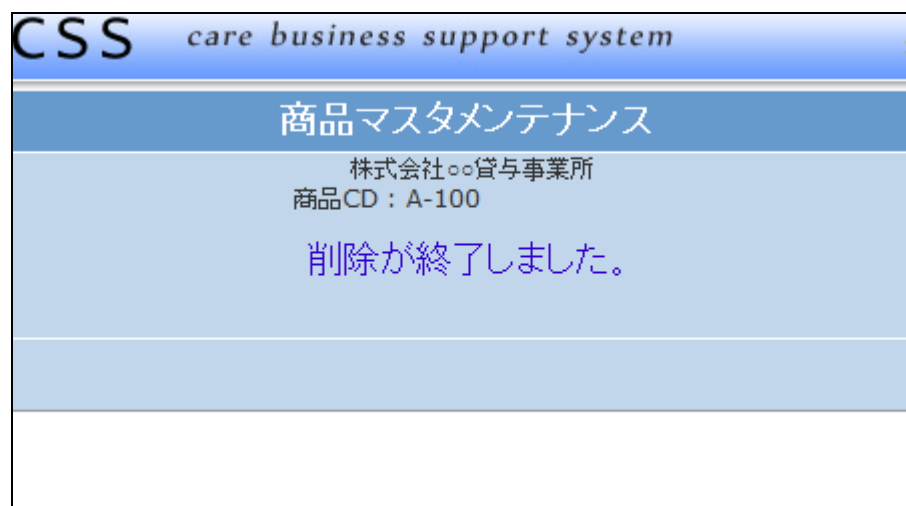 CSS care business support system
商品マスタメンテナンス
株式会社○○貸与事業所
商品CD：A-100
削除が終了しました。